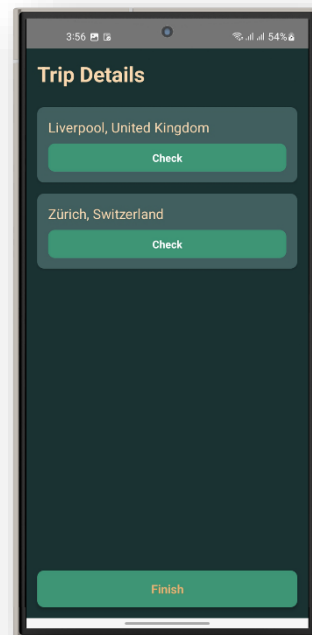 3:56 54%
Trip Details
Liverpool, United Kingdom
Check
Zürich, Switzerland
Check
Finish